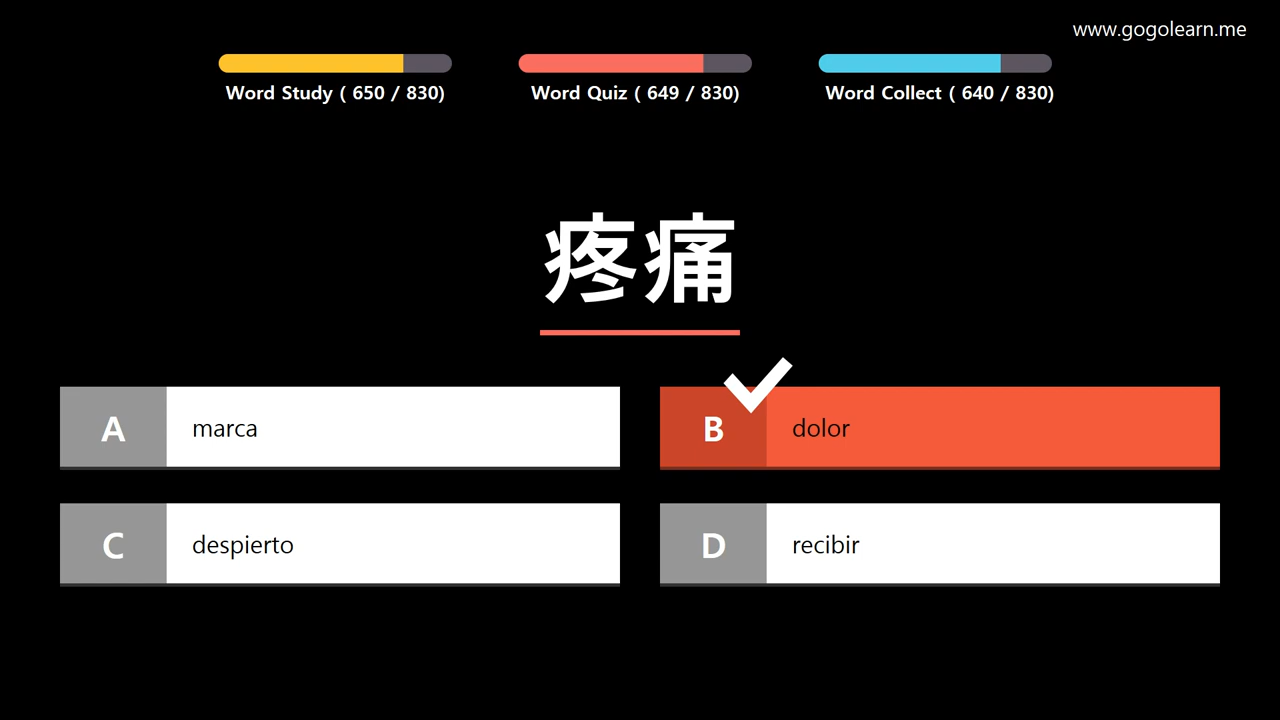 www.gogolearn.me
Word Study ( 650 / 830)
Word Quiz ( 649 / 830)
Word Collect ( 640 / 830)
疼痛
A marca
B dolor
C despierto
D recibir